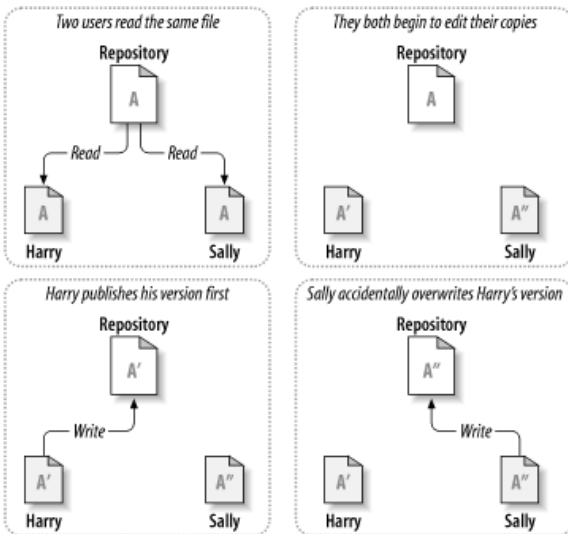 Two users read the same file
Repository
A
Read
Read
A
A
Harry
Sally
They both begin to edit their copies
Repository
A
A'
A"
Harry
Sally
Harry publishes his version first
Repository
A'
Write
A'
A"
Harry
Sally
Sally accidentally overwrites Harry's version
Repository
A"
Write
A'
A"
Harry
Sally